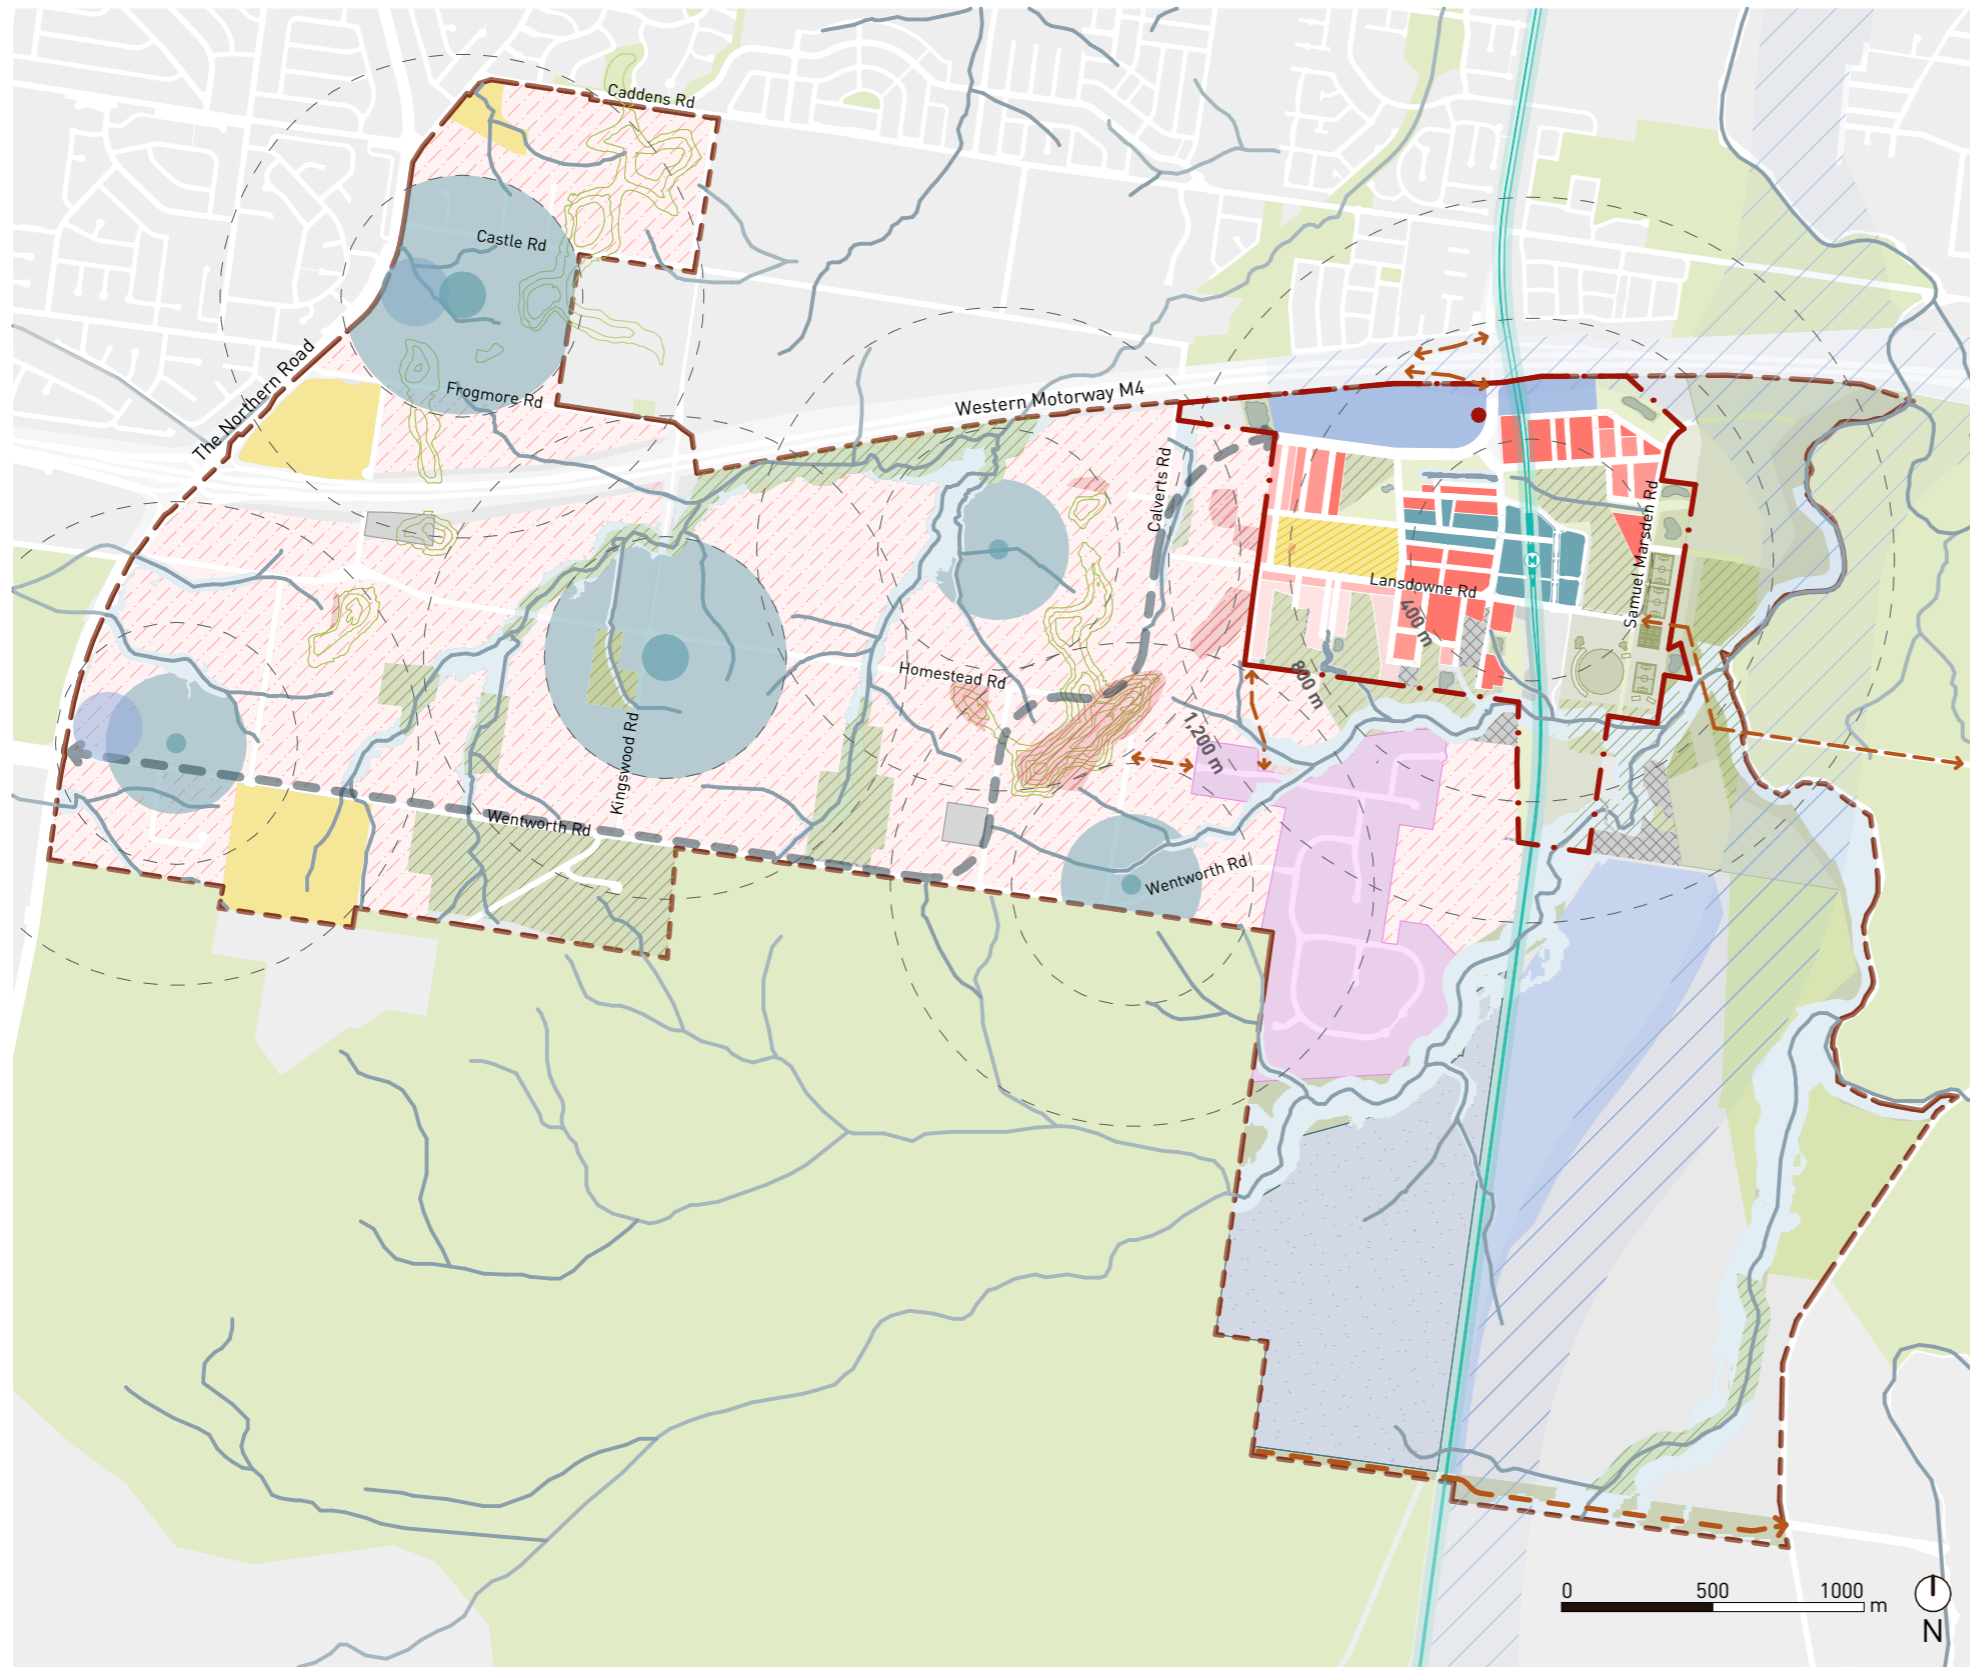 Caddens Rd
Castle Rd
The Northern Road
Frogmore Rd
Western Motorway M4
Calverts Rd
Samuel Marsden Rd
M
Lansdowne Rd
400 m
800 m
1,200 m
Homestead Rd
Kingswood Rd
Wentworth Rd
Wentworth Rd
0 500 1000 m
N